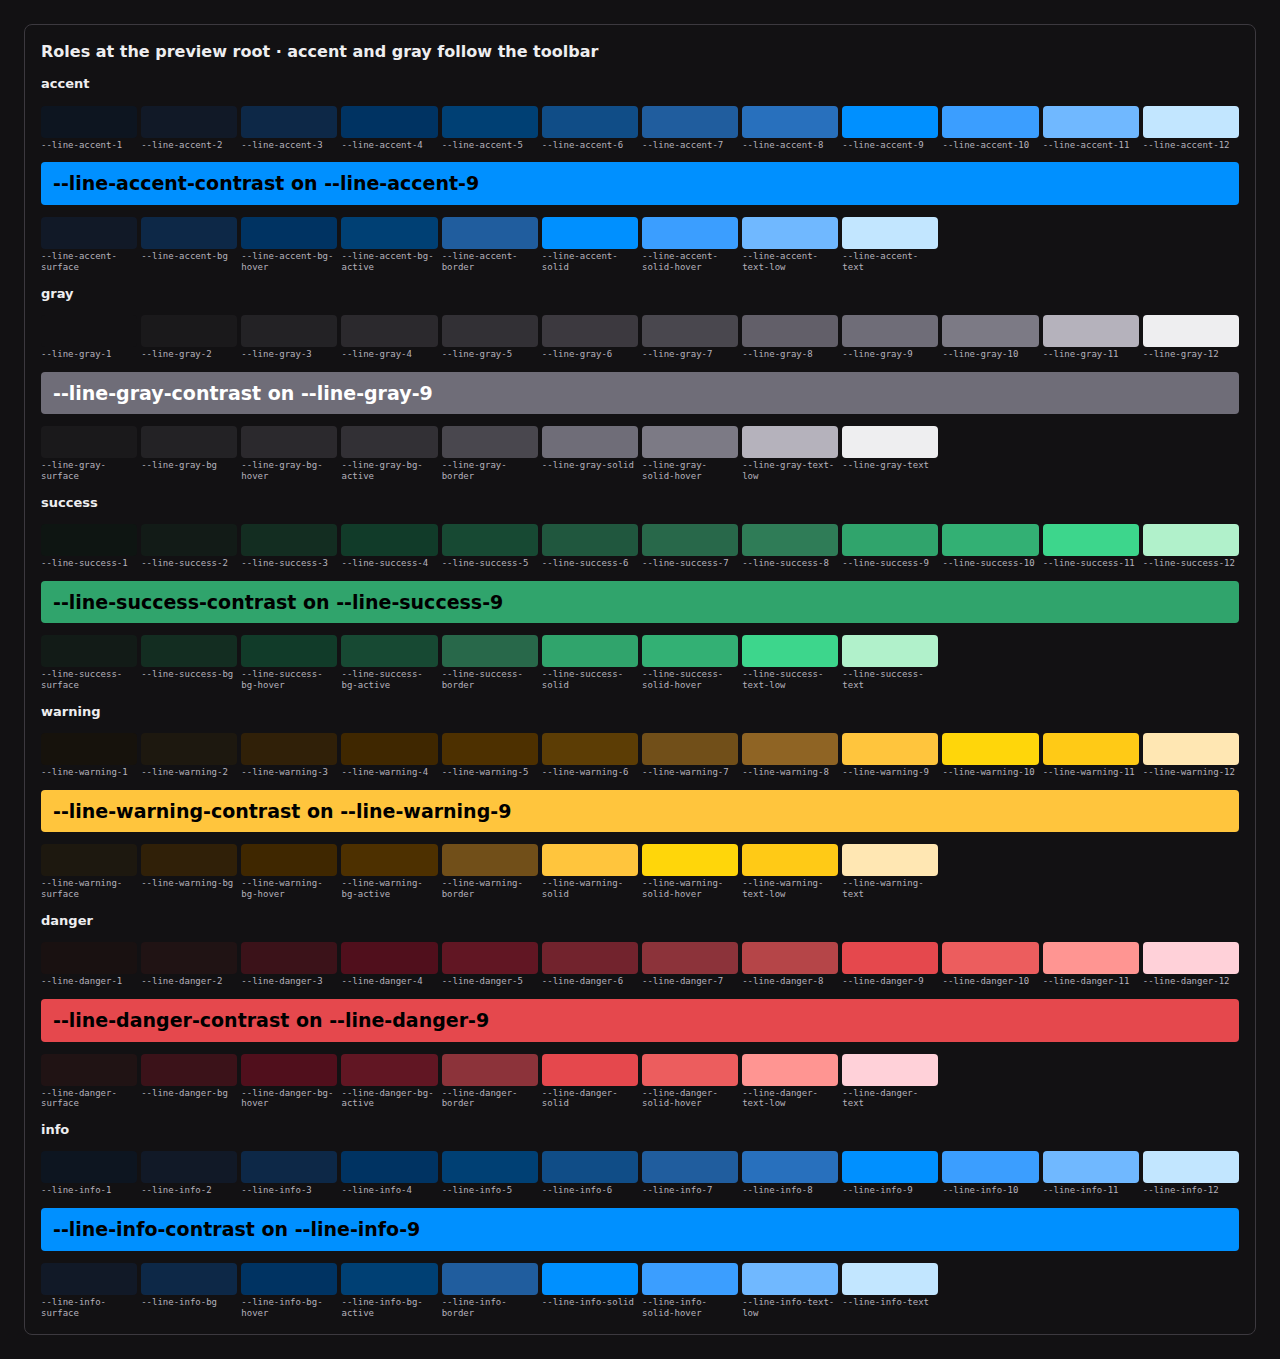 Roles at the preview root · accent and gray follow the toolbar
accent
--line-accent-1 --line-accent-2 --line-accent-3 --line-accent-4 --line-accent-5 --line-accent-6 --line-accent-7 --line-accent-8 --line-accent-9 --line-accent-10 --line-accent-11 --line-accent-12
--line-accent-contrast on --line-accent-9
--line-accent- --line-accent-bg --line-accent-bg- --line-accent-bg- --line-accent- --line-accent- --line-accent- --line-accent- --line-accent-
surface hover active border solid solid-hover text-low text
gray
--line-gray-1 --line-gray-2 --line-gray-3 --line-gray-4 --line-gray-5 --line-gray-6 --line-gray-7 --line-gray-8 --line-gray-9 --line-gray-10 --line-gray-11 --line-gray-12
--line-gray-contrast on --line-gray-9
--line-gray- --line-gray-bg --line-gray-bg- --line-gray-bg- --line-gray- --line-gray-solid --line-gray- --line-gray-text- --line-gray-text
surface hover active border solid-hover low
success
--line-success-1 --line-success-2 --line-success-3 --line-success-4 --line-success-5 --line-success-6 --line-success-7 --line-success-8 --line-success-9 --line-success-10 --line-success-11 --line-success-12
--line-success-contrast on --line-success-9
--line-success- --line-success-bg --line-success- --line-success- --line-success- --line-success- --line-success- --line-success- --line-success-
surface bg-hover bg-active border solid solid-hover text-low text
warning
--line-warning-1 --line-warning-2 --line-warning-3 --line-warning-4 --line-warning-5 --line-warning-6 --line-warning-7 --line-warning-8 --line-warning-9 --line-warning-10 --line-warning-11 --line-warning-12
--line-warning-contrast on --line-warning-9
--line-warning- --line-warning-bg --line-warning- --line-warning- --line-warning- --line-warning- --line-warning- --line-warning- --line-warning-
surface bg-hover bg-active border solid solid-hover text-low text
danger
--line-danger-1 --line-danger-2 --line-danger-3 --line-danger-4 --line-danger-5 --line-danger-6 --line-danger-7 --line-danger-8 --line-danger-9 --line-danger-10 --line-danger-11 --line-danger-12
--line-danger-contrast on --line-danger-9
--line-danger- --line-danger-bg --line-danger-bg- --line-danger-bg- --line-danger- --line-danger- --line-danger- --line-danger- --line-danger-
surface hover active border solid solid-hover text-low text
info
--line-info-1 --line-info-2 --line-info-3 --line-info-4 --line-info-5 --line-info-6 --line-info-7 --line-info-8 --line-info-9 --line-info-10 --line-info-11 --line-info-12
--line-info-contrast on --line-info-9
--line-info- --line-info-bg --line-info-bg- --line-info-bg- --line-info- --line-info-solid --line-info- --line-info-text- --line-info-text
surface hover active border solid-hover low